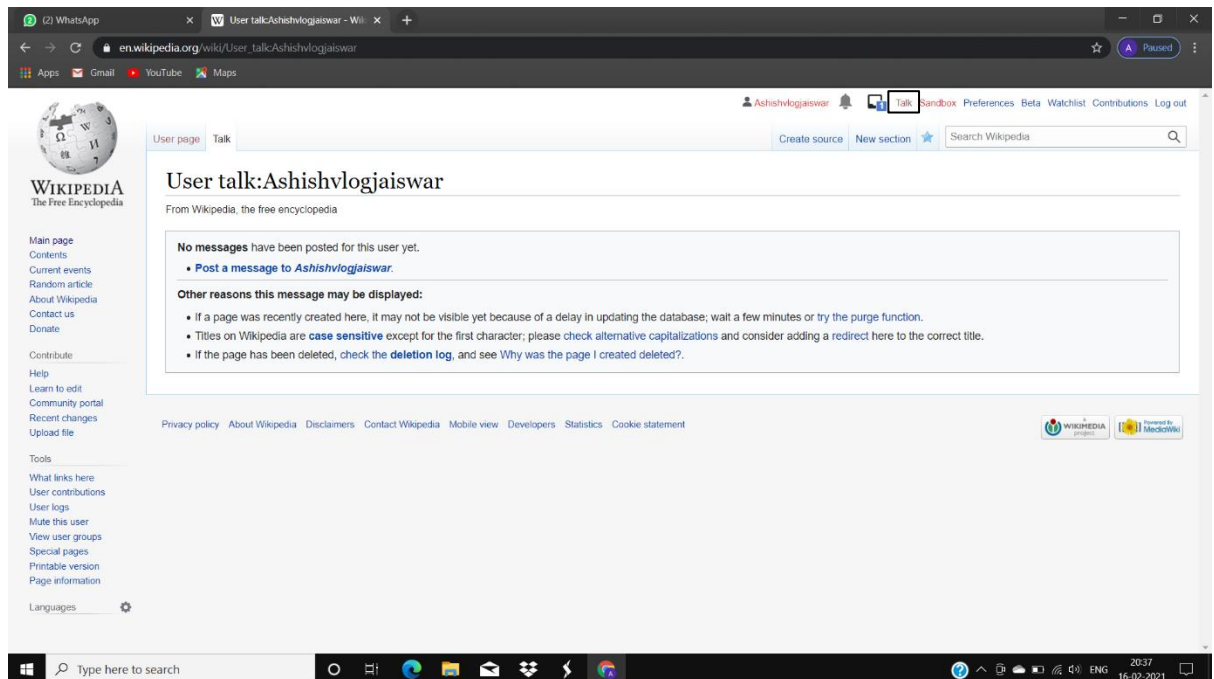 (2) WhatsApp
User talk:Ashishvlogjaiswar - Wiki
en.wikipedia.org/wiki/User_talk:Ashishvlogjaiswar
A Paused
Apps Gmail YouTube Maps
Ashishvlogjaiswar 1 Talk Sandbox Preferences Beta Watchlist Contributions Log out
User page Talk Create source New section Search Wikipedia
WIKIPEDIA
The Free Encyclopedia
User talk:Ashishvlogjaiswar
From Wikipedia, the free encyclopedia
No messages have been posted for this user yet.
• Post a message to Ashishvlogjaiswar.
Other reasons this message may be displayed:
• If a page was recently created here, it may not be visible yet because of a delay in updating the database; wait a few minutes or try the purge function.
• Titles on Wikipedia are case sensitive except for the first character; please check alternative capitalizations and consider adding a redirect here to the correct title.
• If the page has been deleted, check the deletion log, and see Why was the page I created deleted?.
Main page
Contents
Current events
Random article
About Wikipedia
Contact us
Donate
Contribute
Help
Learn to edit
Community portal
Recent changes
Upload file
Tools
What links here
User contributions
User logs
Mute this user
View user groups
Special pages
Printable version
Page information
Languages
Privacy policy About Wikipedia Disclaimers Contact Wikipedia Mobile view Developers Statistics Cookie statement
A WIKIMEDIA project
Powered By MediaWiki
Type here to search
ENG
20:37
16-02-2021